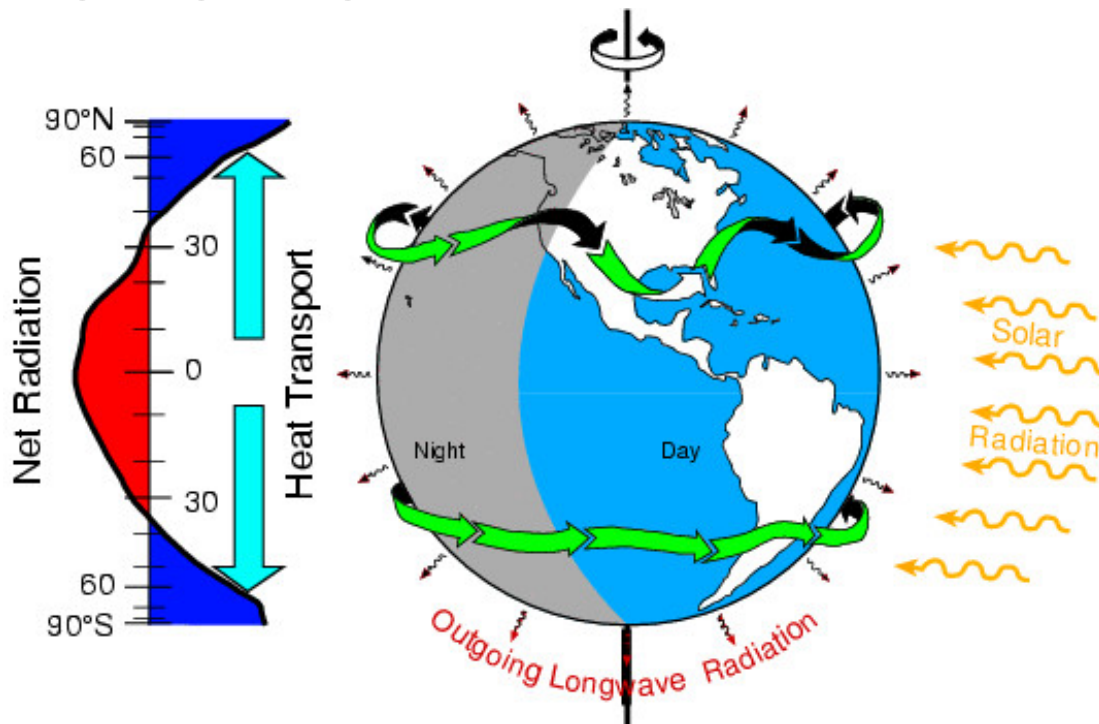 90°N
60
30
0
30
60
90°S
Net Radiation
Heat Transport
Night
Day
Solar
Radiation
Outgoing Longwave Radiation